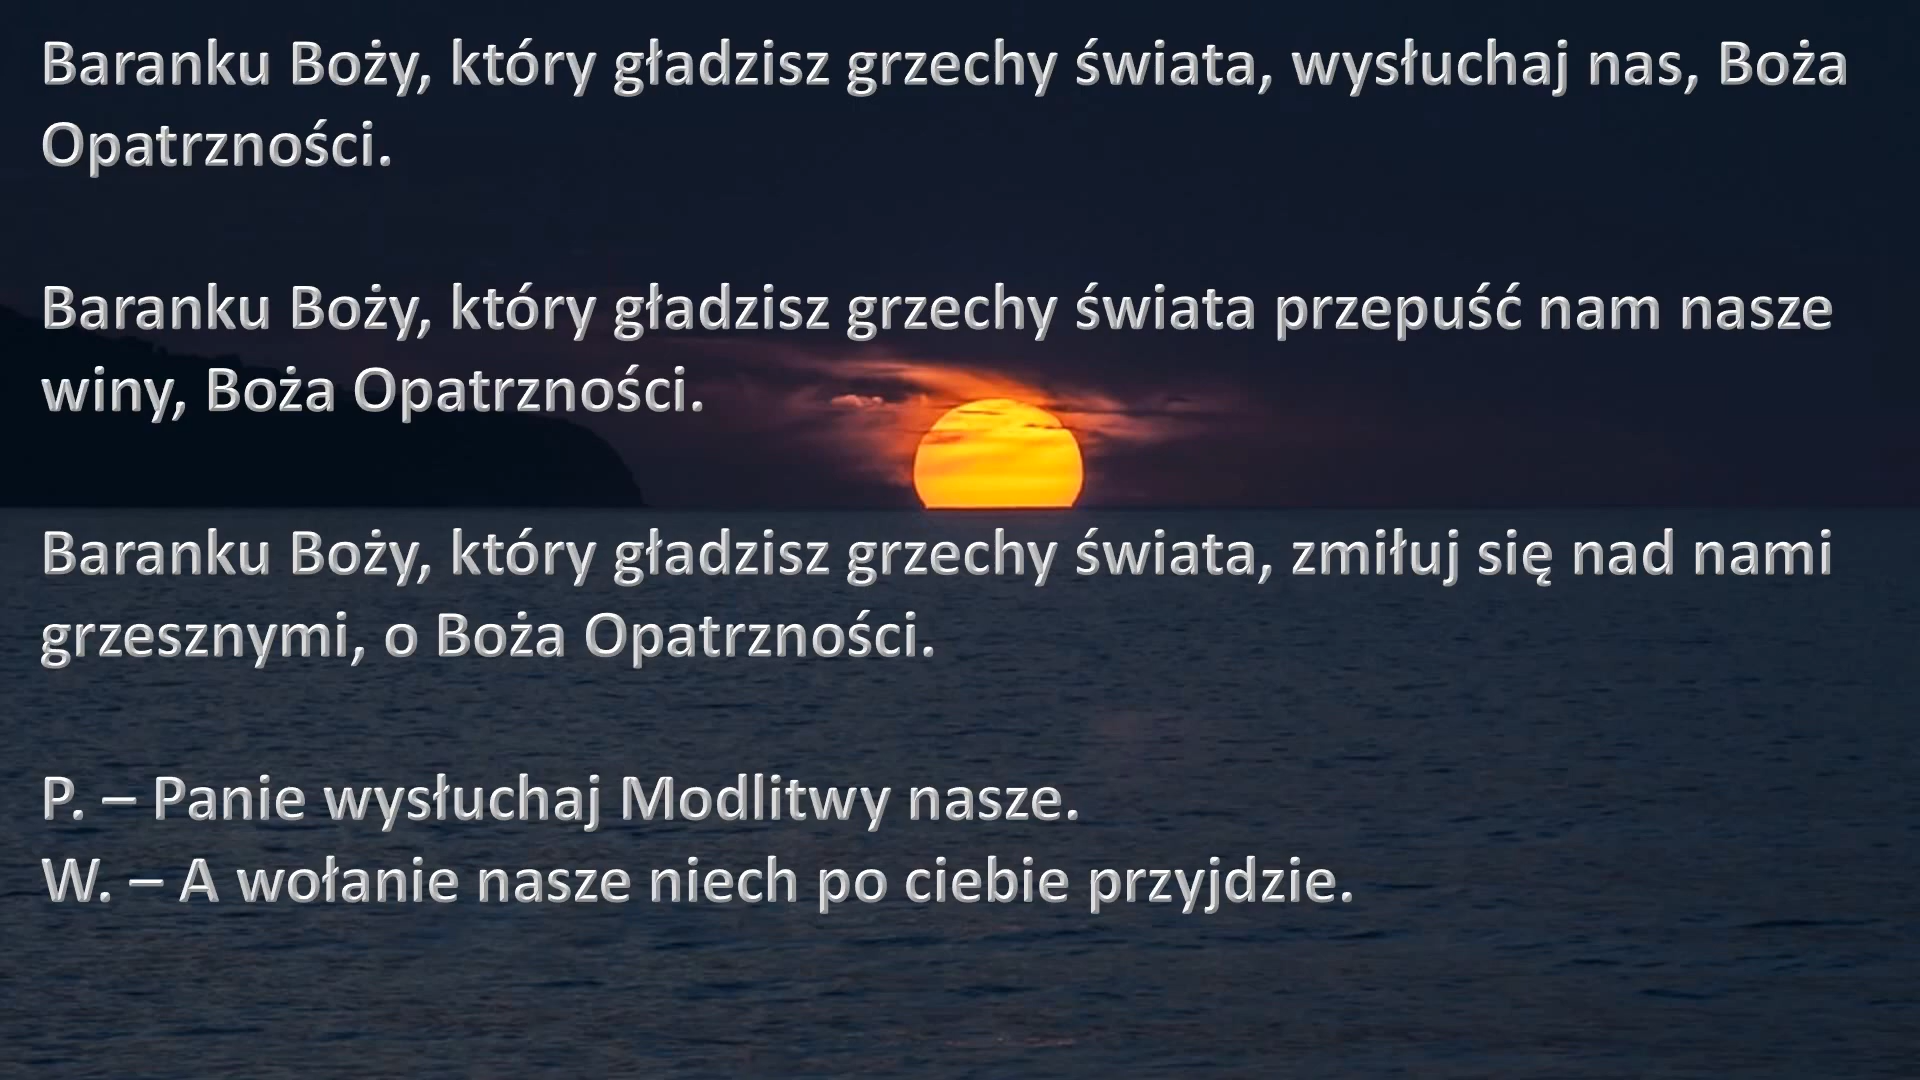 Baranku Boży, który gładzisz grzechy świata, wysłuchaj nas, Boża
Opatrzności.
Baranku Boży, który gładzisz grzechy świata przepuść nam nasze
winy, Boża Opatrzności.
Baranku Boży, który gładzisz grzechy świata, zmiłuj się nad nami
grzesznymi, o Boża Opatrzności.
P. – Panie wysłuchaj Modlitwy nasze.
W. – A wołanie nasze niech po ciebie przyjdzie.